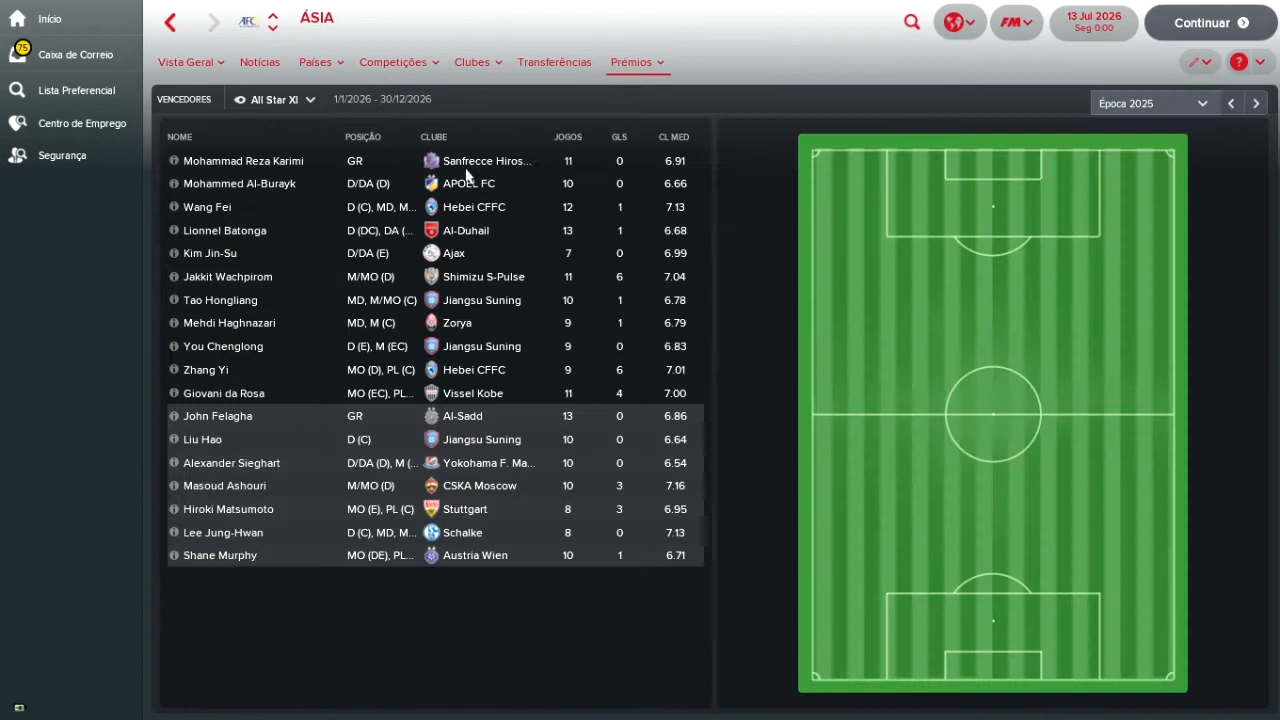 Início
75
Caixa de Correio
Lista Preferencial
Centro de Emprego
Segurança
AFC
ÁSIA
FM
13 Jul 2026
Seg 0:00
Continuar
Vista Geral
Notícias
Países
Competições
Clubes
Transferências
Prémios
?
VENCEDORES
All Star XI
1/1/2026 - 30/12/2026
Época 2025
NOME POSIÇÃO CLUBE JOGOS GLS CL MED
Mohammad Reza Karimi GR Sanfrecce Hiros... 11 0 6.91
Mohammed Al-Burayk D/DA (D) APOEL FC 10 0 6.66
Wang Fei D (C), MD, M... Hebei CFFC 12 1 7.13
Lionnel Batonga D (DC), DA (... Al-Duhail 13 1 6.68
Kim Jin-Su D/DA (E) Ajax 7 0 6.99
Jakkit Wachpirom M/MO (D) Shimizu S-Pulse 11 6 7.04
Tao Hongliang MD, M/MO (C) Jiangsu Suning 10 1 6.78
Mehdi Haghnazari MD, M (C) Zorya 9 1 6.79
You Chenglong D (E), M (EC) Jiangsu Suning 9 0 6.83
Zhang Yi MO (D), PL (C) Hebei CFFC 9 6 7.01
Giovani da Rosa MO (EC), PL... Vissel Kobe 11 4 7.00
John Felagha GR Al-Sadd 13 0 6.86
Liu Hao D (C) Jiangsu Suning 10 0 6.64
Alexander Sieghart D/DA (D), M (... Yokohama F. Ma... 10 0 6.54
Masoud Ashouri M/MO (D) CSKA Moscow 10 3 7.16
Hiroki Matsumoto MO (E), PL (C) Stuttgart 8 3 6.95
Lee Jung-Hwan D (C), MD, M... Schalke 8 0 7.13
Shane Murphy MO (DE), PL... Austria Wien 10 1 6.71